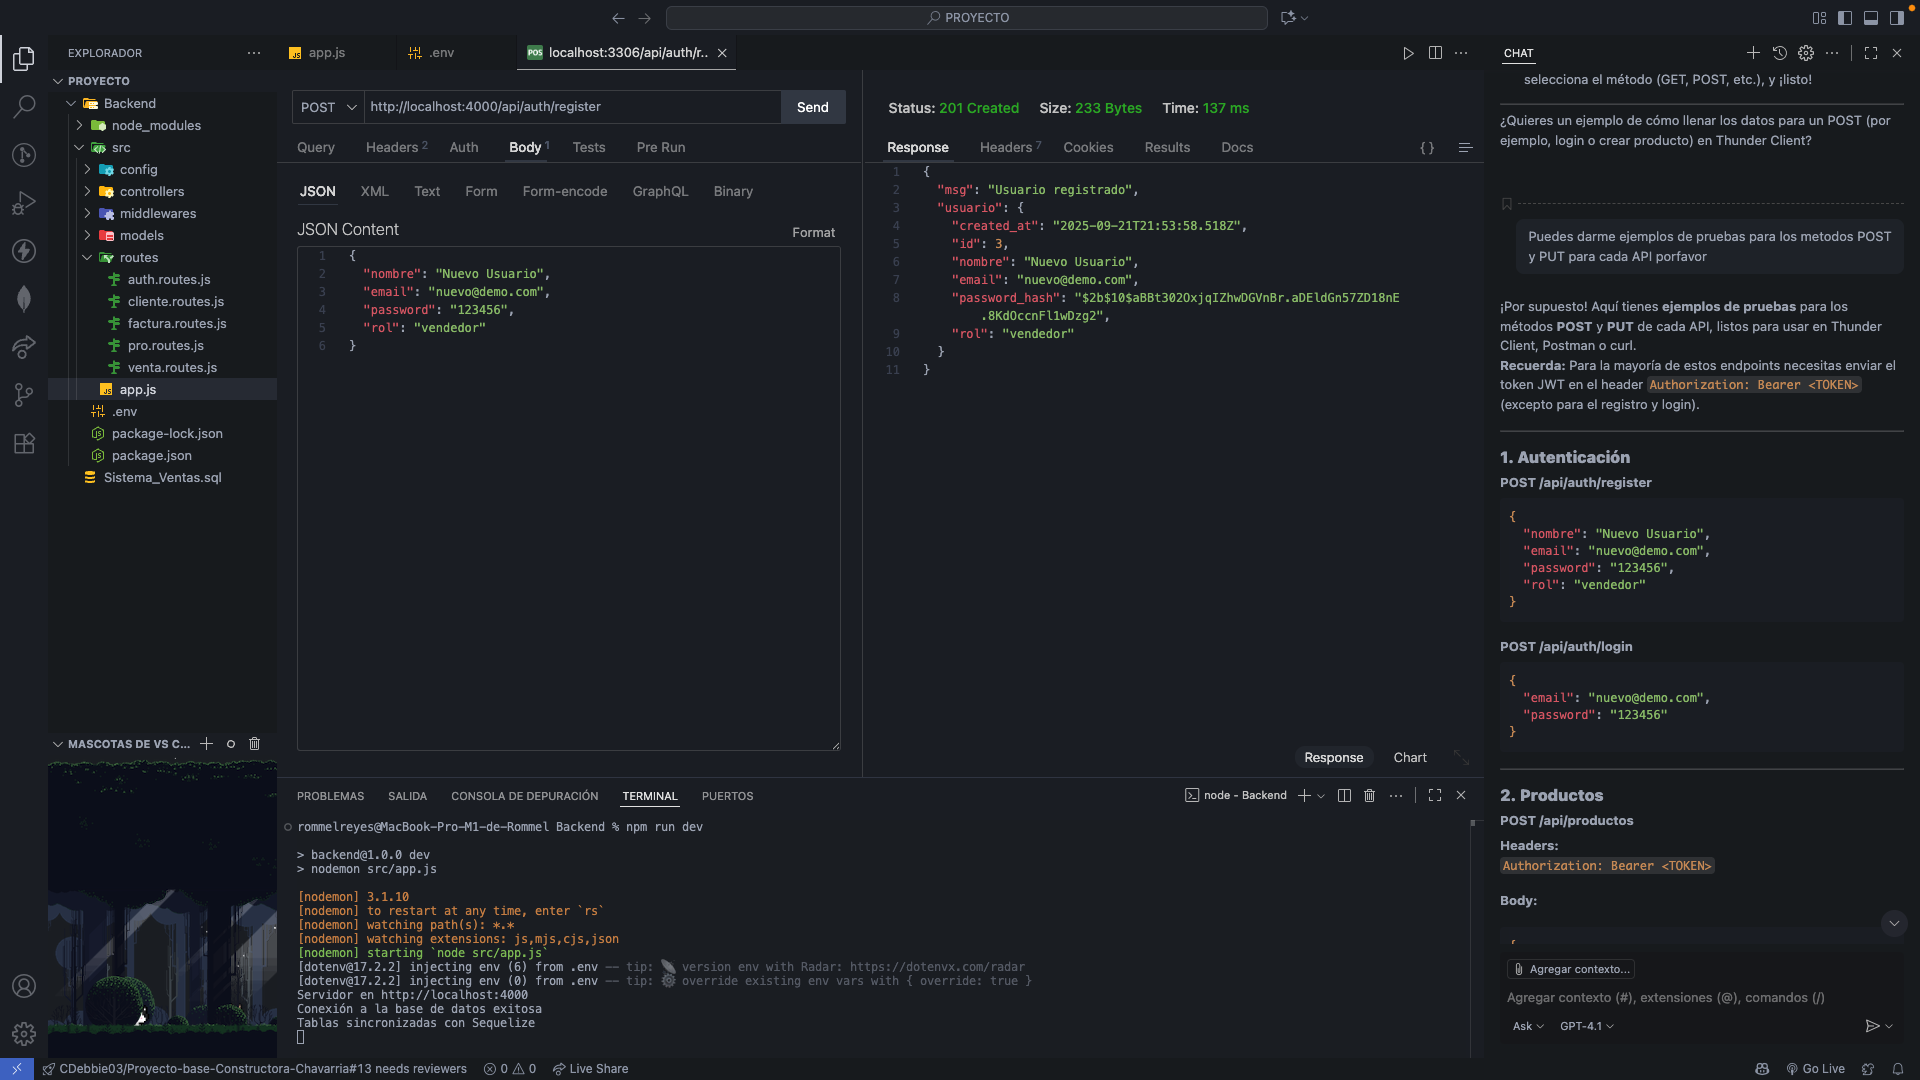 PROYECTO
EXPLORADOR
PROYECTO
Backend
node_modules
src
config
controllers
middlewares
models
routes
auth.routes.js
cliente.routes.js
factura.routes.js
pro.routes.js
venta.routes.js
app.js
.env
package-lock.json
package.json
Sistema_Ventas.sql
MASCOTAS DE VS C...
app.js
.env
POS localhost:3306/api/auth/r..
POST http://localhost:4000/api/auth/register Send
Query Headers 2 Auth Body 1 Tests Pre Run
JSON XML Text Form Form-encode GraphQL Binary
JSON Content Format
1 {
2 "nombre": "Nuevo Usuario",
3 "email": "nuevo@demo.com",
4 "password": "123456",
5 "rol": "vendedor"
6 }
Status: 201 Created Size: 233 Bytes Time: 137 ms
Response Headers 7 Cookies Results Docs { }
1 {
2 "msg": "Usuario registrado",
3 "usuario": {
4 "created_at": "2025-09-21T21:53:58.518Z",
5 "id": 3,
6 "nombre": "Nuevo Usuario",
7 "email": "nuevo@demo.com",
8 "password_hash": "$2b$10$aBBt302OxjqIZhwDGVnBr.aDEldGn57ZD18nE
.8KdOccnFl1wDzg2",
9 "rol": "vendedor"
10 }
11 }
Response Chart
PROBLEMAS SALIDA CONSOLA DE DEPURACIÓN TERMINAL PUERTOS
node - Backend
rommelreyes@MacBook-Pro-M1-de-Rommel Backend % npm run dev
> backend@1.0.0 dev
> nodemon src/app.js
[nodemon] 3.1.10
[nodemon] to restart at any time, enter `rs`
[nodemon] watching path(s): *.*
[nodemon] watching extensions: js,mjs,cjs,json
[nodemon] starting `node src/app.js`
[dotenv@17.2.2] injecting env (6) from .env -- tip: version env with Radar: https://dotenvx.com/radar
[dotenv@17.2.2] injecting env (0) from .env -- tip: ⚙️ override existing env vars with { override: true }
Servidor en http://localhost:4000
Conexión a la base de datos exitosa
Tablas sincronizadas con Sequelize
CHAT
selecciona el método (GET, POST, etc.), y ¡listo!
¿Quieres un ejemplo de cómo llenar los datos para un POST (por
ejemplo, login o crear producto) en Thunder Client?
Puedes darme ejemplos de pruebas para los metodos POST
y PUT para cada API porfavor
¡Por supuesto! Aquí tienes ejemplos de pruebas para los
métodos POST y PUT de cada API, listos para usar en Thunder
Client, Postman o curl.
Recuerda: Para la mayoría de estos endpoints necesitas enviar el
token JWT en el header Authorization: Bearer <TOKEN>
(excepto para el registro y login).
1. Autenticación
POST /api/auth/register
{
"nombre": "Nuevo Usuario",
"email": "nuevo@demo.com",
"password": "123456",
"rol": "vendedor"
}
POST /api/auth/login
{
"email": "nuevo@demo.com",
"password": "123456"
}
2. Productos
POST /api/productos
Headers:
Authorization: Bearer <TOKEN>
Body:
{
Agregar contexto...
Agregar contexto (#), extensiones (@), comandos (/)
Ask GPT-4.1
CDebbie03/Proyecto-base-Constructora-Chavarria#13 needs reviewers 0 0 Live Share
Go Live